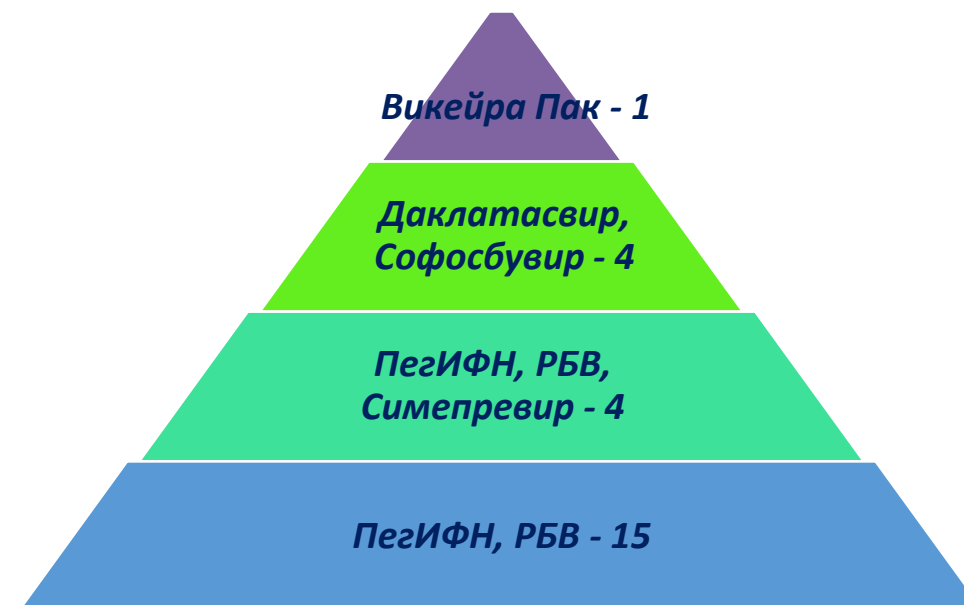 Викейра Пак - 1
Даклатасвир,
Софосбувир - 4
ПегИФН, РБВ,
Симепревир - 4
ПегИФН, РБВ - 15